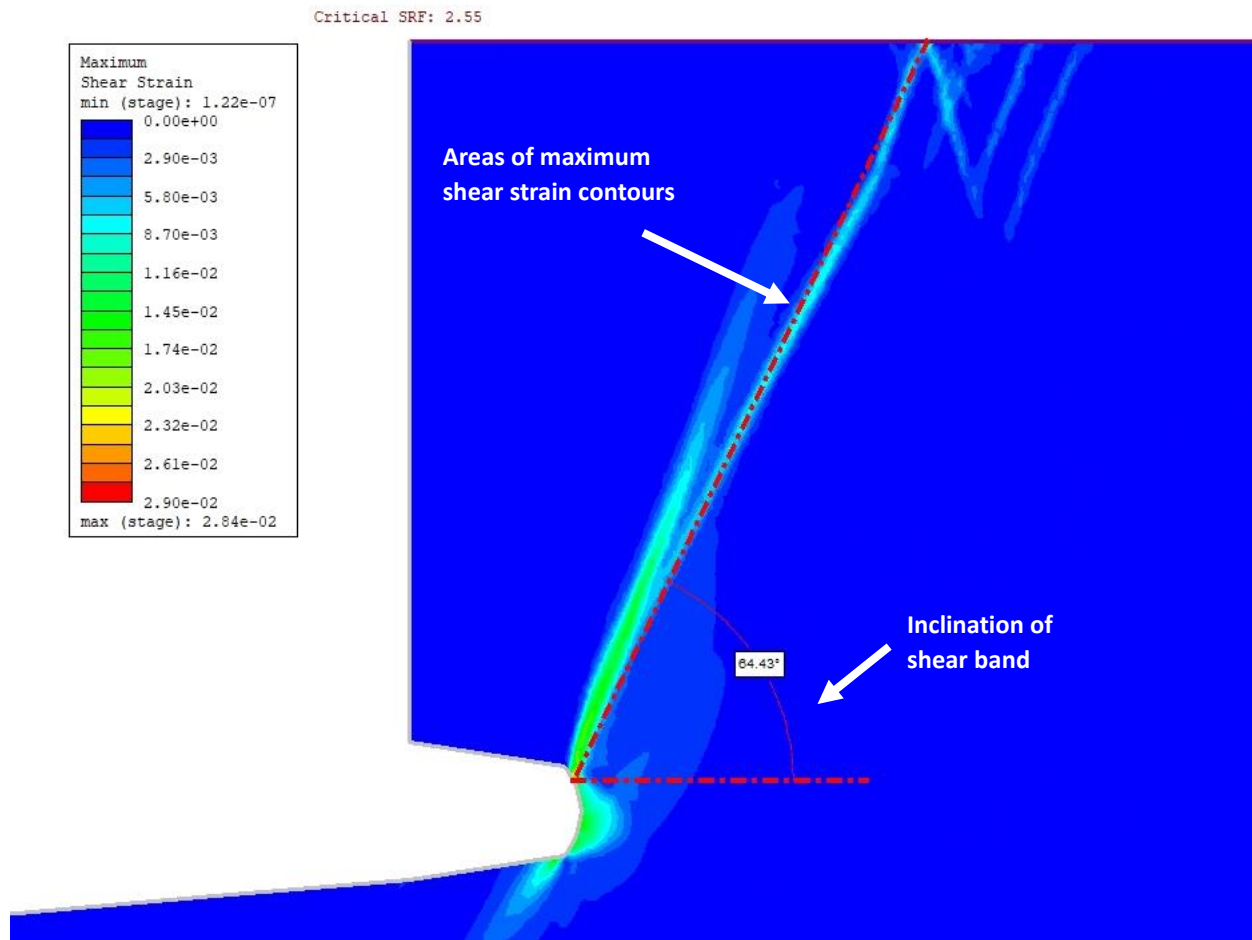 Critical SRF: 2.55
Maximum
Shear Strain
min (stage): 1.22e-07
0.00e+00
2.90e-03
5.80e-03
8.70e-03
1.16e-02
1.45e-02
1.74e-02
2.03e-02
2.32e-02
2.61e-02
2.90e-02
max (stage): 2.84e-02
Areas of maximum
shear strain contours
Inclination of
shear band
64.43°